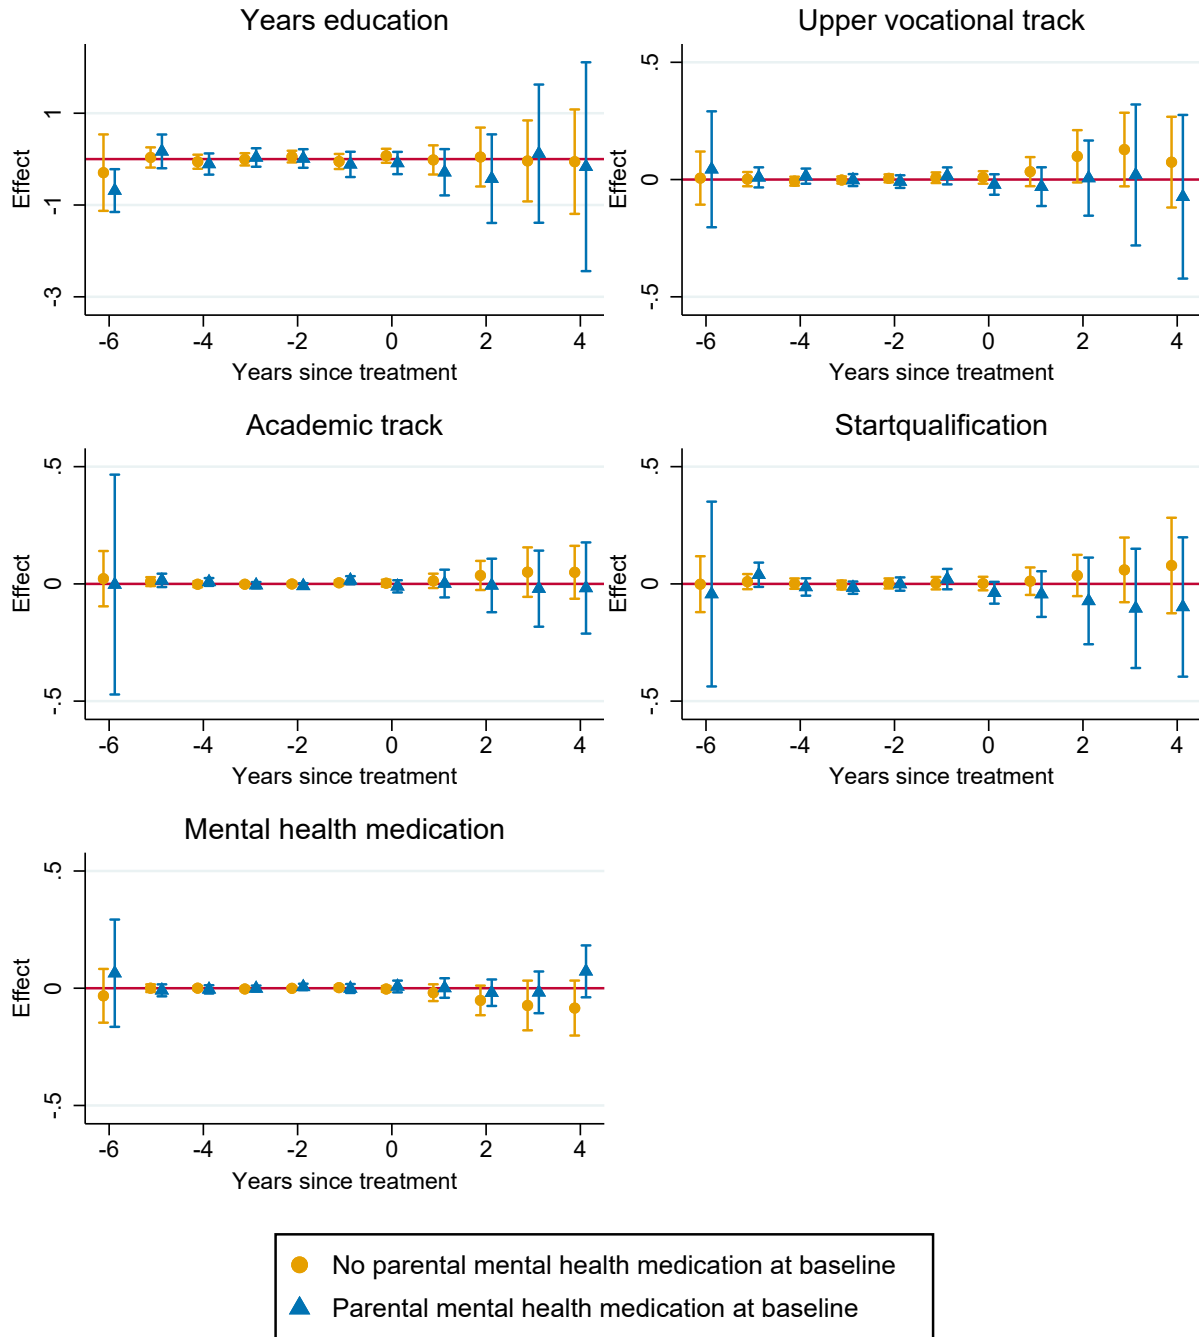 Years education
Effect
1
-1
-3
-6 -4 -2 0 2 4
Years since treatment
Upper vocational track
Effect
.5
0
-.5
-6 -4 -2 0 2 4
Years since treatment
Academic track
Effect
.5
0
-.5
-6 -4 -2 0 2 4
Years since treatment
Startqualification
Effect
.5
0
-.5
-6 -4 -2 0 2 4
Years since treatment
Mental health medication
Effect
.5
0
-.5
-6 -4 -2 0 2 4
Years since treatment
No parental mental health medication at baseline
Parental mental health medication at baseline